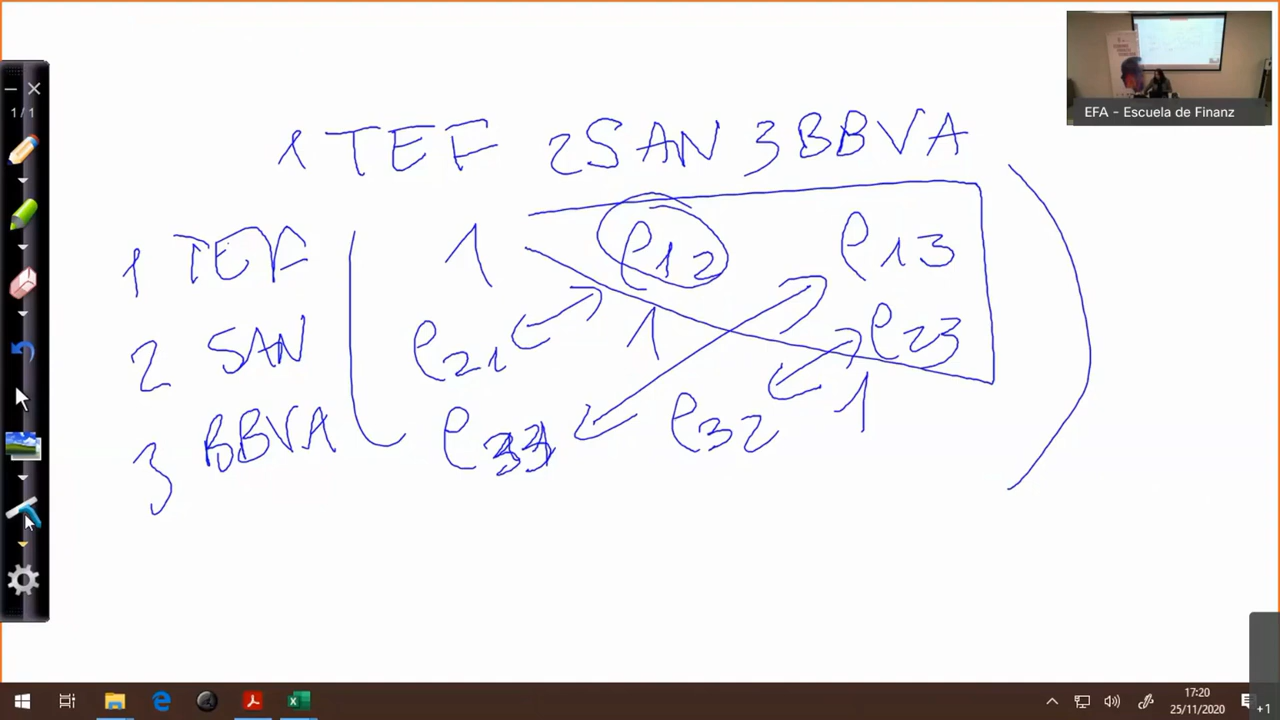 1/1
EFA - Escuela de Finanz
1 TEF 2 SAN 3 BBVA
1 TEF 1 ρ12 ρ13
2 SAN ρ21 1 ρ23
3 BBVA ρ32 1
17:20
25/11/2020
+1